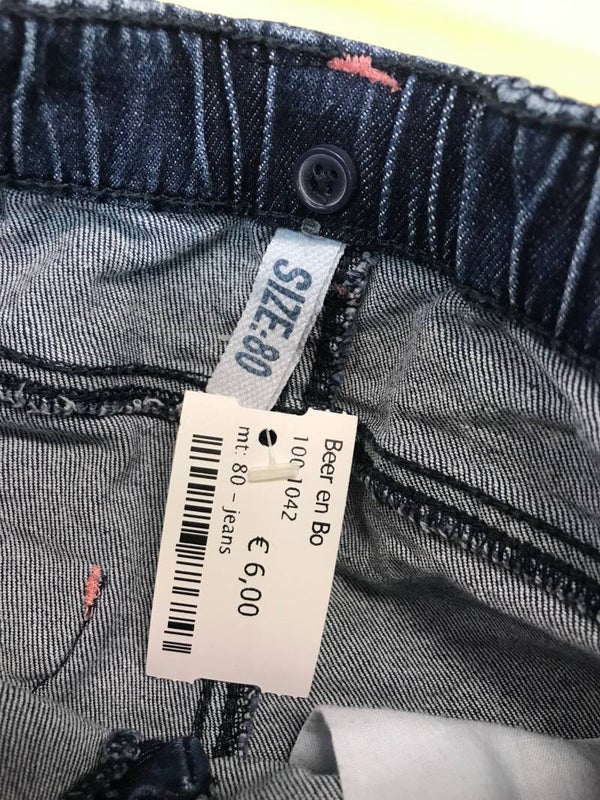 SIZE:80
Beer en Bo
€ 6,00
mt: 80 - jeans